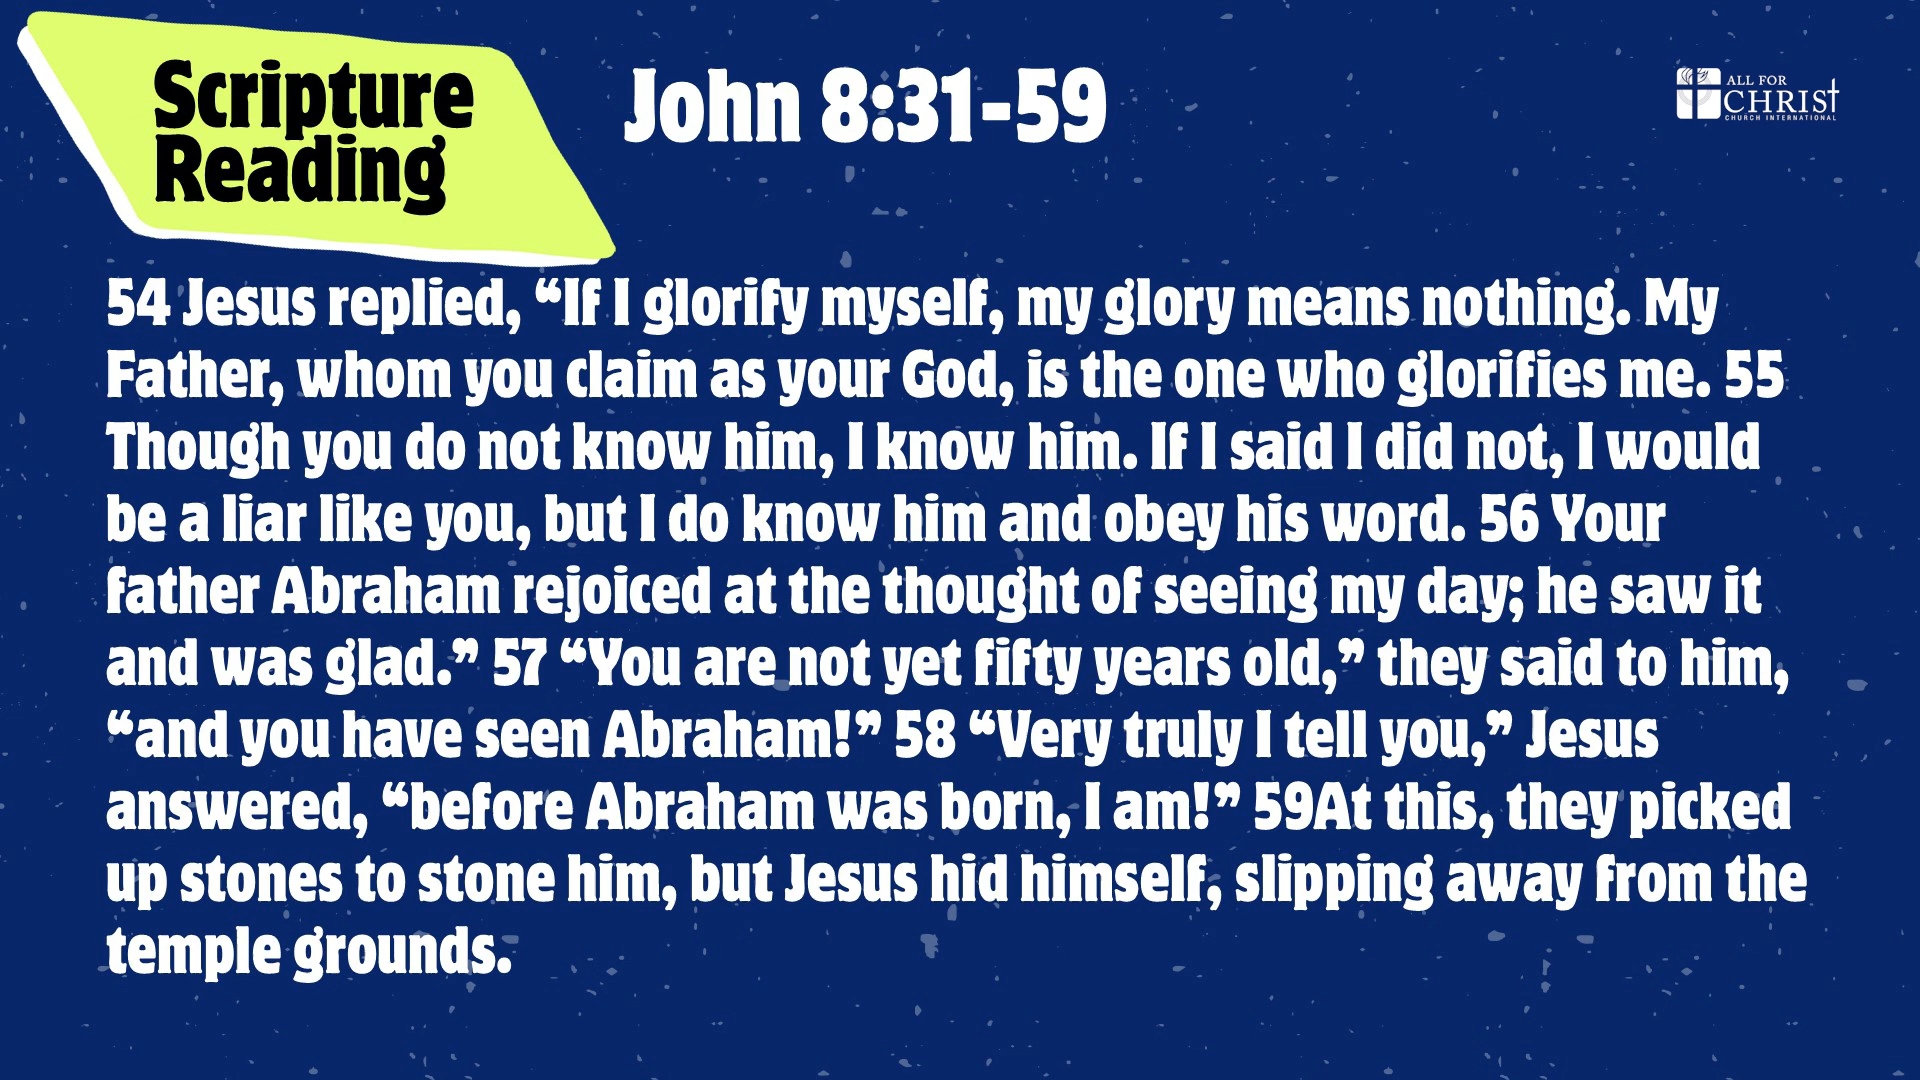 Scripture
Reading
John 8:31-59
ALL FOR
CHRIST
CHURCH INTERNATIONAL
54 Jesus replied, “If I glorify myself, my glory means nothing. My
Father, whom you claim as your God, is the one who glorifies me. 55
Though you do not know him, I know him. If I said I did not, I would
be a liar like you, but I do know him and obey his word. 56 Your
father Abraham rejoiced at the thought of seeing my day; he saw it
and was glad.” 57 “You are not yet fifty years old,” they said to him,
“and you have seen Abraham!” 58 “Very truly I tell you,” Jesus
answered, “before Abraham was born, I am!” 59At this, they picked
up stones to stone him, but Jesus hid himself, slipping away from the
temple grounds.